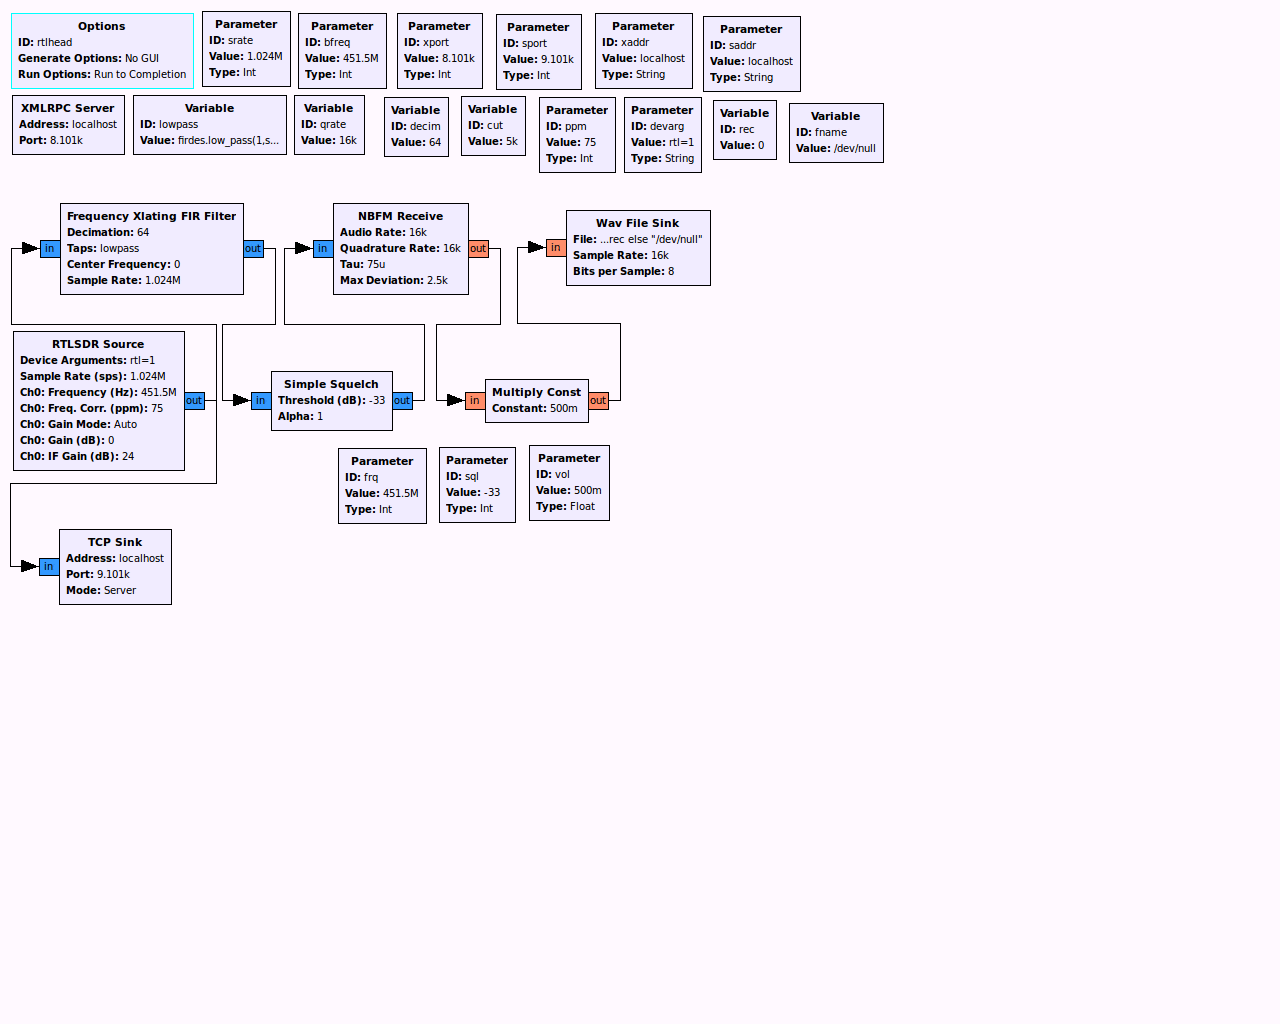 Options
ID: rtlhead
Generate Options: No GUI
Run Options: Run to Completion
Parameter
ID: srate
Value: 1.024M
Type: Int
Parameter
ID: bfreq
Value: 451.5M
Type: Int
Parameter
ID: xport
Value: 8.101k
Type: Int
Parameter
ID: sport
Value: 9.101k
Type: Int
Parameter
ID: xaddr
Value: localhost
Type: String
Parameter
ID: saddr
Value: localhost
Type: String
XMLRPC Server
Address: localhost
Port: 8.101k
Variable
ID: lowpass
Value: firdes.low_pass(1,s...
Variable
ID: qrate
Value: 16k
Variable
ID: decim
Value: 64
Variable
ID: cut
Value: 5k
Parameter
ID: ppm
Value: 75
Type: Int
Parameter
ID: devarg
Value: rtl=1
Type: String
Variable
ID: rec
Value: 0
Variable
ID: fname
Value: /dev/null
in
Frequency Xlating FIR Filter
Decimation: 64
Taps: lowpass
Center Frequency: 0
Sample Rate: 1.024M
out
in
NBFM Receive
Audio Rate: 16k
Quadrature Rate: 16k
Tau: 75u
Max Deviation: 2.5k
out
in
Wav File Sink
File: ...rec else "/dev/null"
Sample Rate: 16k
Bits per Sample: 8
RTLSDR Source
Device Arguments: rtl=1
Sample Rate (sps): 1.024M
Ch0: Frequency (Hz): 451.5M
Ch0: Freq. Corr. (ppm): 75
Ch0: Gain Mode: Auto
Ch0: Gain (dB): 0
Ch0: IF Gain (dB): 24
out
in
Simple Squelch
Threshold (dB): -33
Alpha: 1
out
in
Multiply Const
Constant: 500m
out
Parameter
ID: frq
Value: 451.5M
Type: Int
Parameter
ID: sql
Value: -33
Type: Int
Parameter
ID: vol
Value: 500m
Type: Float
in
TCP Sink
Address: localhost
Port: 9.101k
Mode: Server